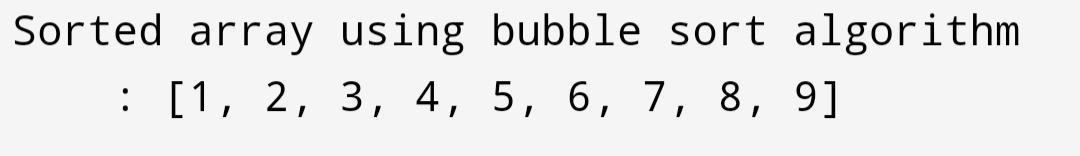 Sorted array using bubble sort algorithm
: [1, 2, 3, 4, 5, 6, 7, 8, 9]